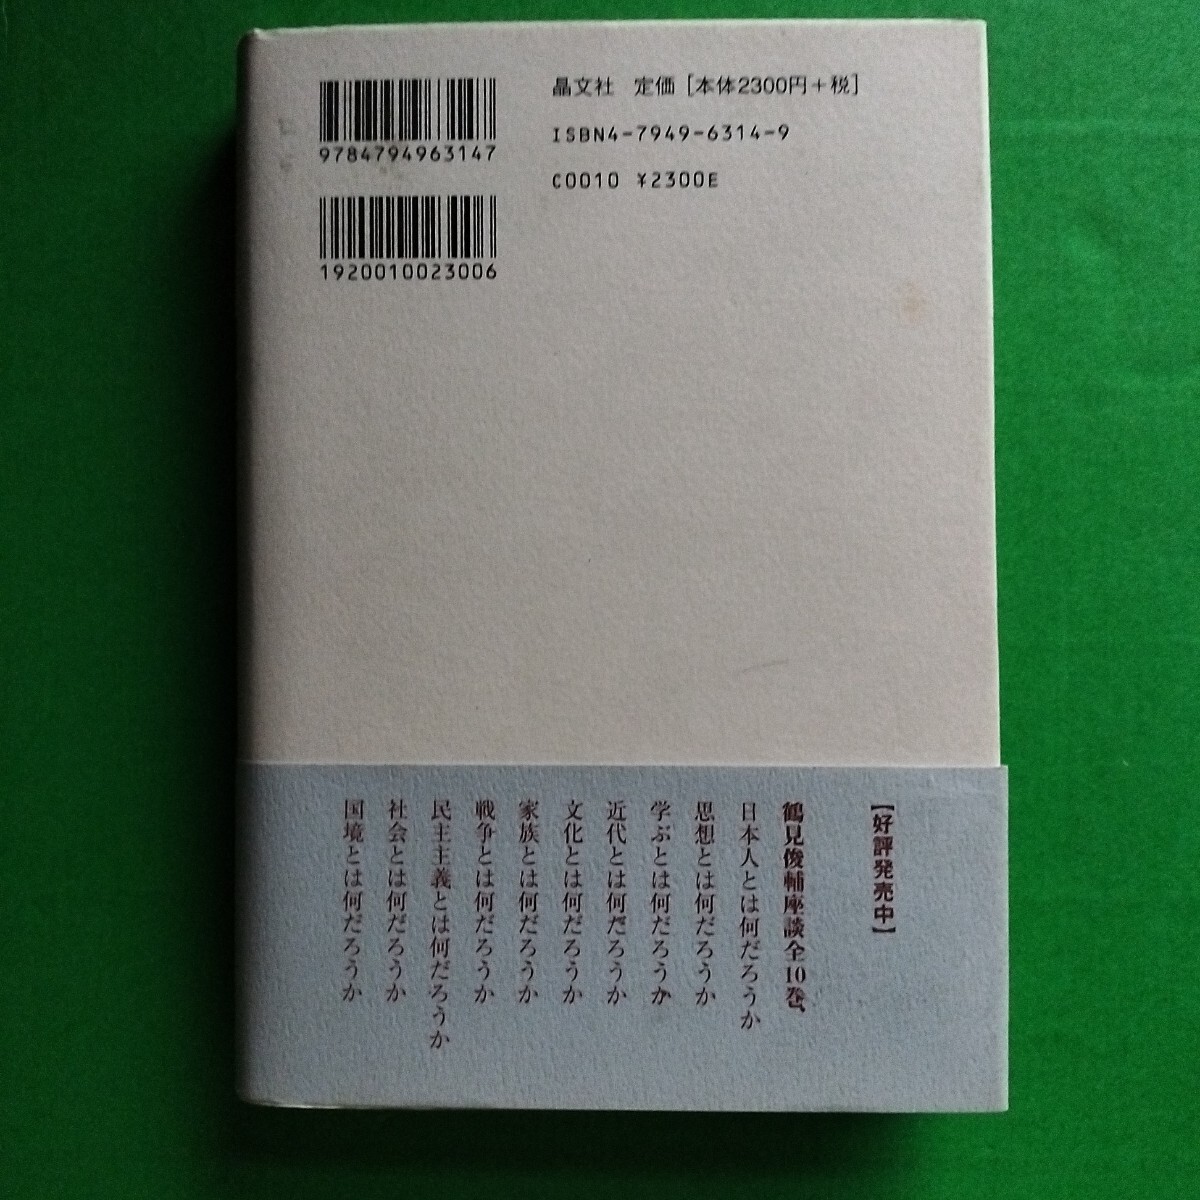 9784794963147
1920010023006
晶文社 定価 [本体2300円+税]
ISBN4-7949-6314-9
C0010 ¥2300E
【好評発売中】
鶴見俊輔座談全10巻、
日本人とは何だろうか
思想とは何だろうか
学ぶとは何だろうか
近代とは何だろうか
文化とは何だろうか
家族とは何だろうか
戦争とは何だろうか
民主主義とは何だろうか
社会とは何だろうか
国境とは何だろうか